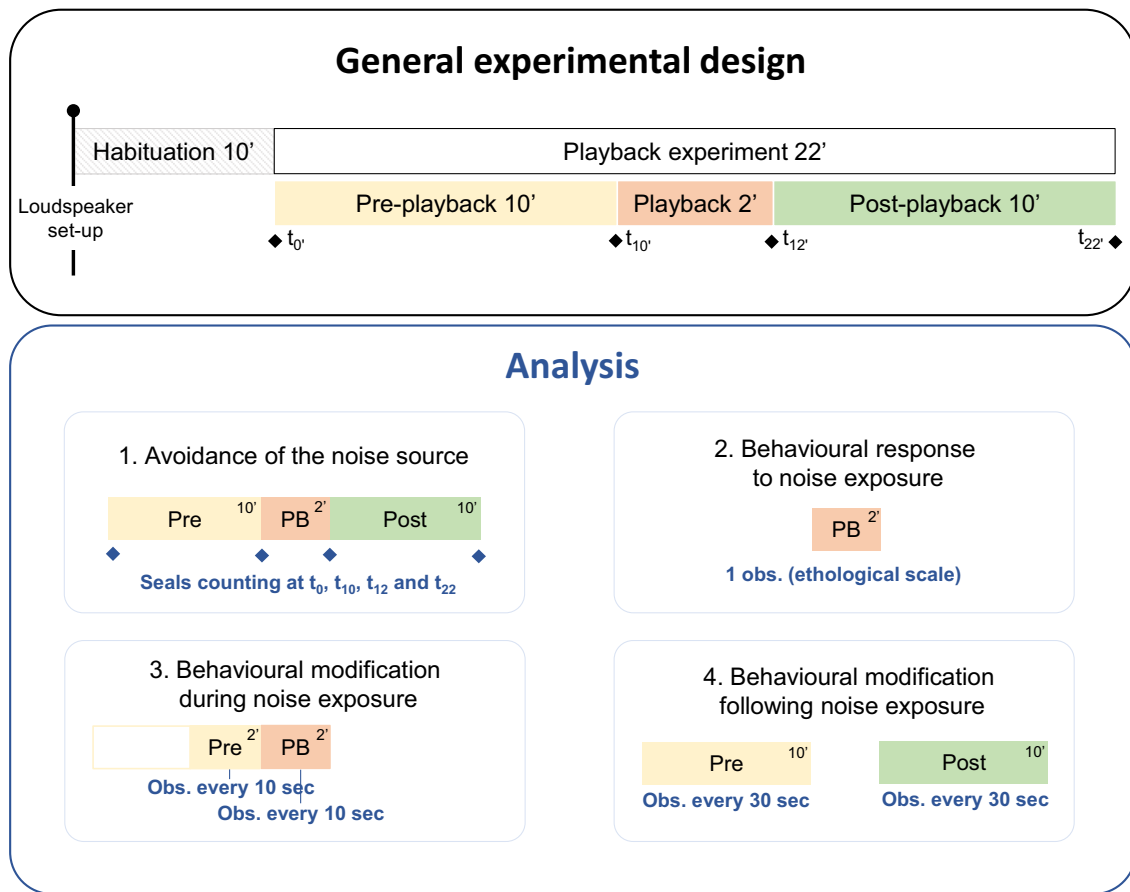 General experimental design
Habituation 10'
Playback experiment 22'
Loudspeaker
set-up
Pre-playback 10'
Playback 2'
Post-playback 10'
t0'
t10'
t12'
t22'
Analysis
1. Avoidance of the noise source
Pre 10'
PB 2'
Post 10'
Seals counting at t0, t10, t12 and t22
2. Behavioural response
to noise exposure
PB 2'
1 obs. (ethological scale)
3. Behavioural modification
during noise exposure
Pre 2'
PB 2'
Obs. every 10 sec
Obs. every 10 sec
4. Behavioural modification
following noise exposure
Pre 10'
Post 10'
Obs. every 30 sec
Obs. every 30 sec